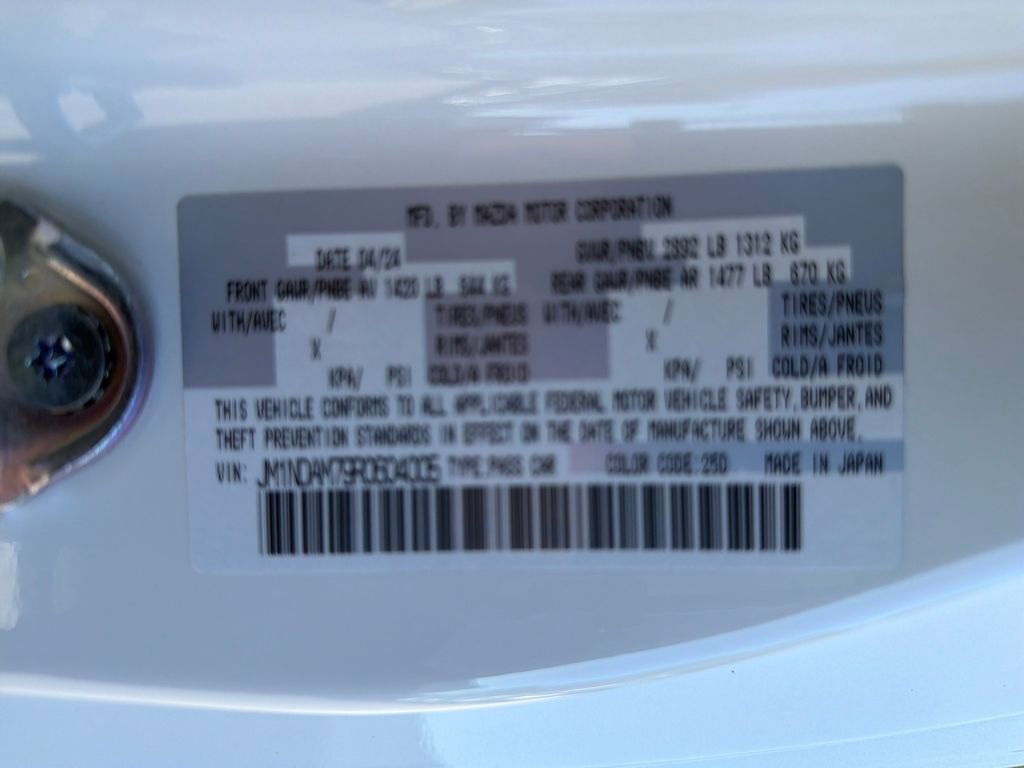 MFD. BY MAZDA MOTOR CORPORATION
DATE 04/24 GVWR/PNBV 2892 LB 1312 KG
FRONT GAWR/PNBE AV 1420 LB 644 KG REAR GAWR/PNBE AR 1477 LB 670 KG
WITH/AVEC / TIRES/PNEUS WITH/AVEC / TIRES/PNEUS
X RIMS/JANTES X RIMS/JANTES
KPA/ PSI COLD/A FROID KPA/ PSI COLD/A FROID
THIS VEHICLE CONFORMS TO ALL APPLICABLE FEDERAL MOTOR VEHICLE SAFETY, BUMPER, AND
THEFT PREVENTION STANDARDS IN EFFECT ON THE DATE OF MANUFACTURE SHOWN ABOVE.
VIN: JM1NDAM79R0604005 TYPE:PASS CAR COLOR CODE:25D MADE IN JAPAN